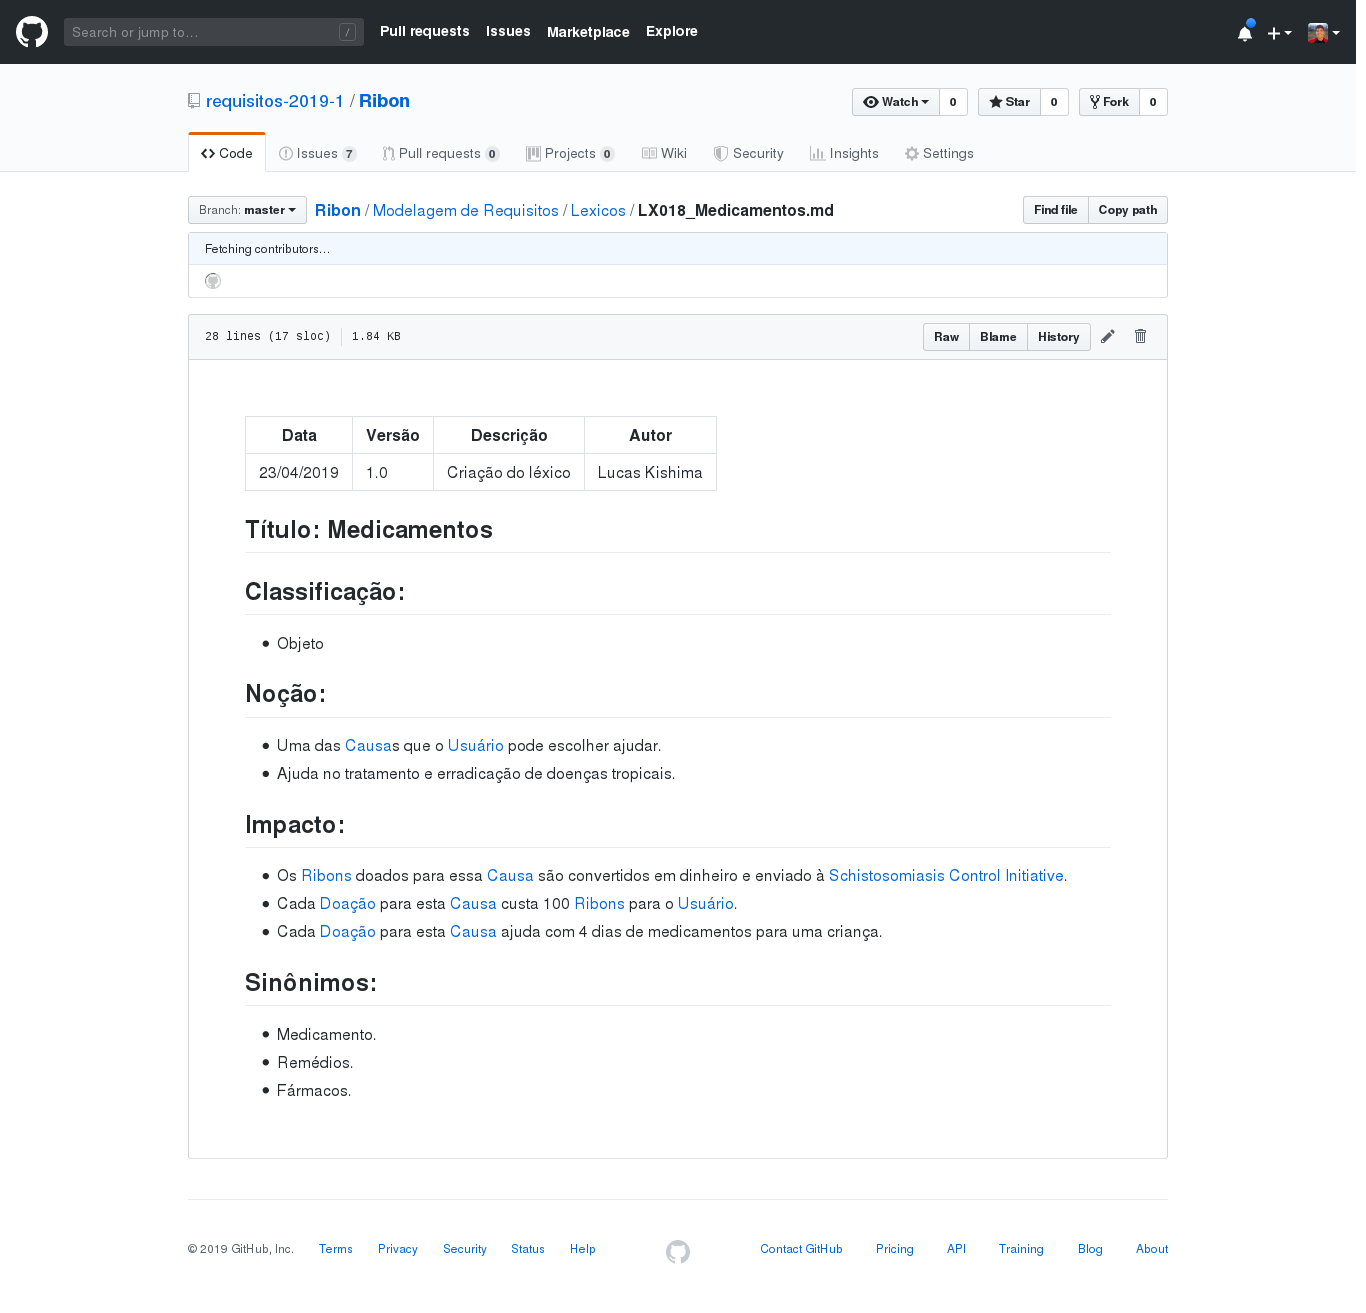 Search or jump to… /
Pull requests Issues Marketplace Explore
requisitos-2019-1 / Ribon
Watch 0 Star 0 Fork 0
Code Issues 7 Pull requests 0 Projects 0 Wiki Security Insights Settings
Branch: master Ribon / Modelagem de Requisitos / Lexicos / LX018_Medicamentos.md Find file Copy path
Fetching contributors…
28 lines (17 sloc) 1.84 KB Raw Blame History
Data Versão Descrição Autor
23/04/2019 1.0 Criação do léxico Lucas Kishima
Título: Medicamentos
Classificação:
Objeto
Noção:
Uma das Causas que o Usuário pode escolher ajudar.
Ajuda no tratamento e erradicação de doenças tropicais.
Impacto:
Os Ribons doados para essa Causa são convertidos em dinheiro e enviado à Schistosomiasis Control Initiative.
Cada Doação para esta Causa custa 100 Ribons para o Usuário.
Cada Doação para esta Causa ajuda com 4 dias de medicamentos para uma criança.
Sinônimos:
Medicamento.
Remédios.
Fármacos.
© 2019 GitHub, Inc. Terms Privacy Security Status Help Contact GitHub Pricing API Training Blog About